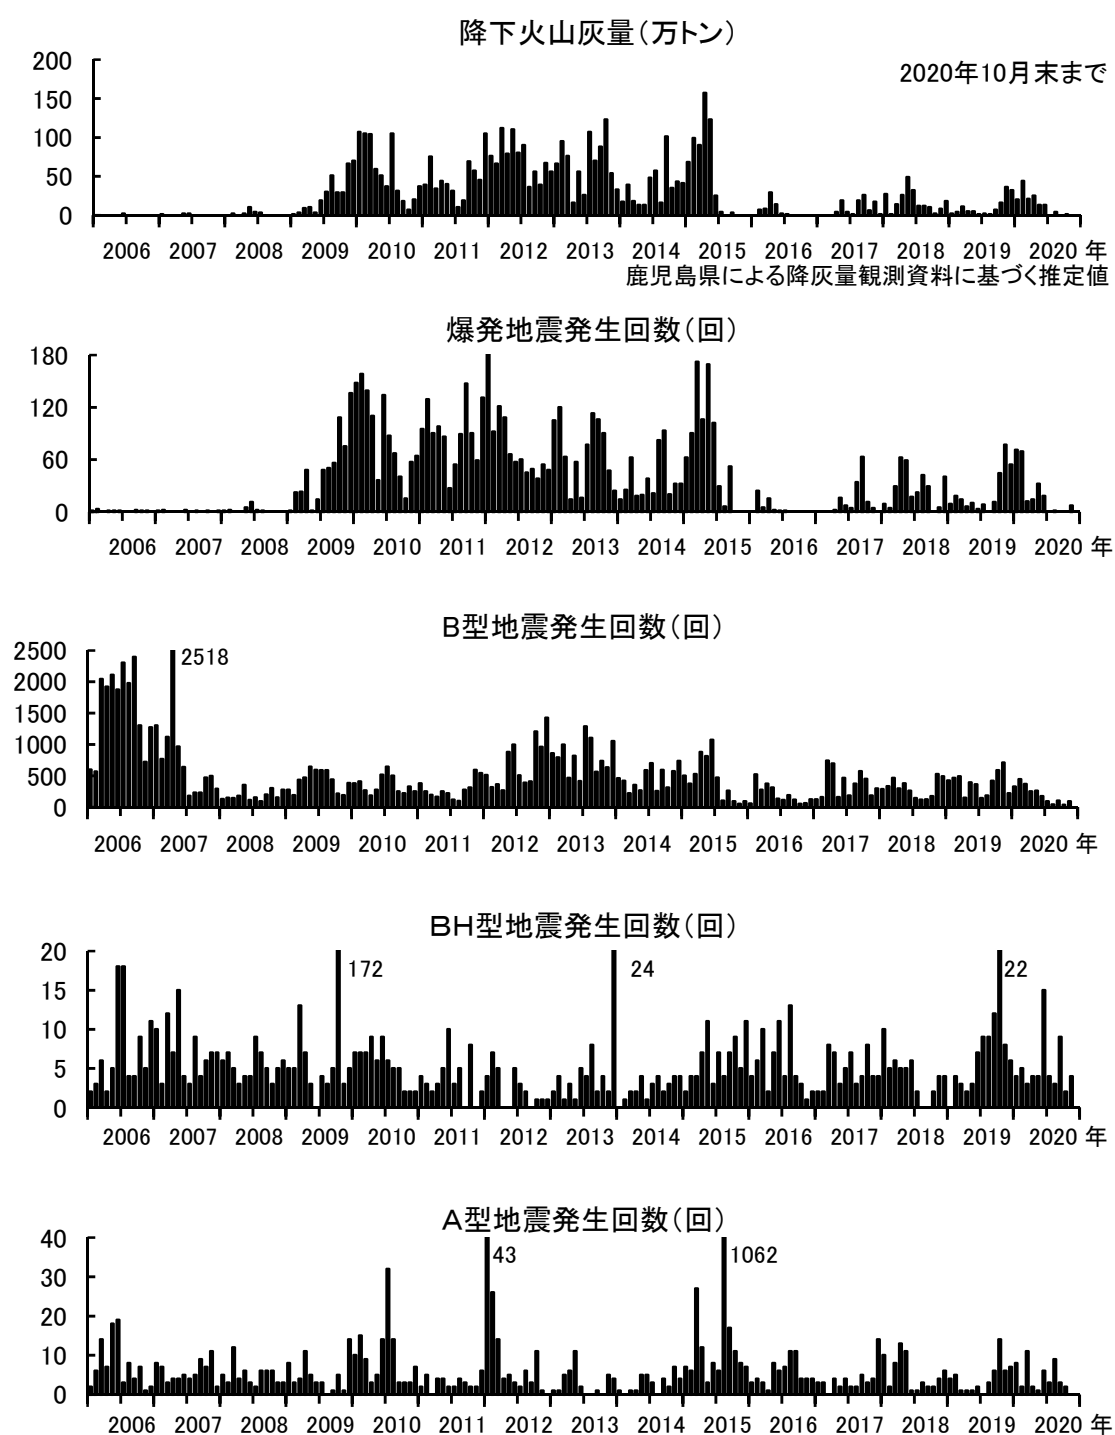 降下火山灰量(万トン)
2020年10月末まで
200
150
100
50
0
2006 2007 2008 2009 2010 2011 2012 2013 2014 2015 2016 2017 2018 2019 2020 年
鹿児島県による降灰量観測資料に基づく推定値
爆発地震発生回数(回)
180
120
60
0
2006 2007 2008 2009 2010 2011 2012 2013 2014 2015 2016 2017 2018 2019 2020 年
B型地震発生回数(回)
2500
2518
2000
1500
1000
500
0
2006 2007 2008 2009 2010 2011 2012 2013 2014 2015 2016 2017 2018 2019 2020 年
BH型地震発生回数(回)
20
172 24 22
15
10
5
0
2006 2007 2008 2009 2010 2011 2012 2013 2014 2015 2016 2017 2018 2019 2020 年
A型地震発生回数(回)
40
43 1062
30
20
10
0
2006 2007 2008 2009 2010 2011 2012 2013 2014 2015 2016 2017 2018 2019 2020 年